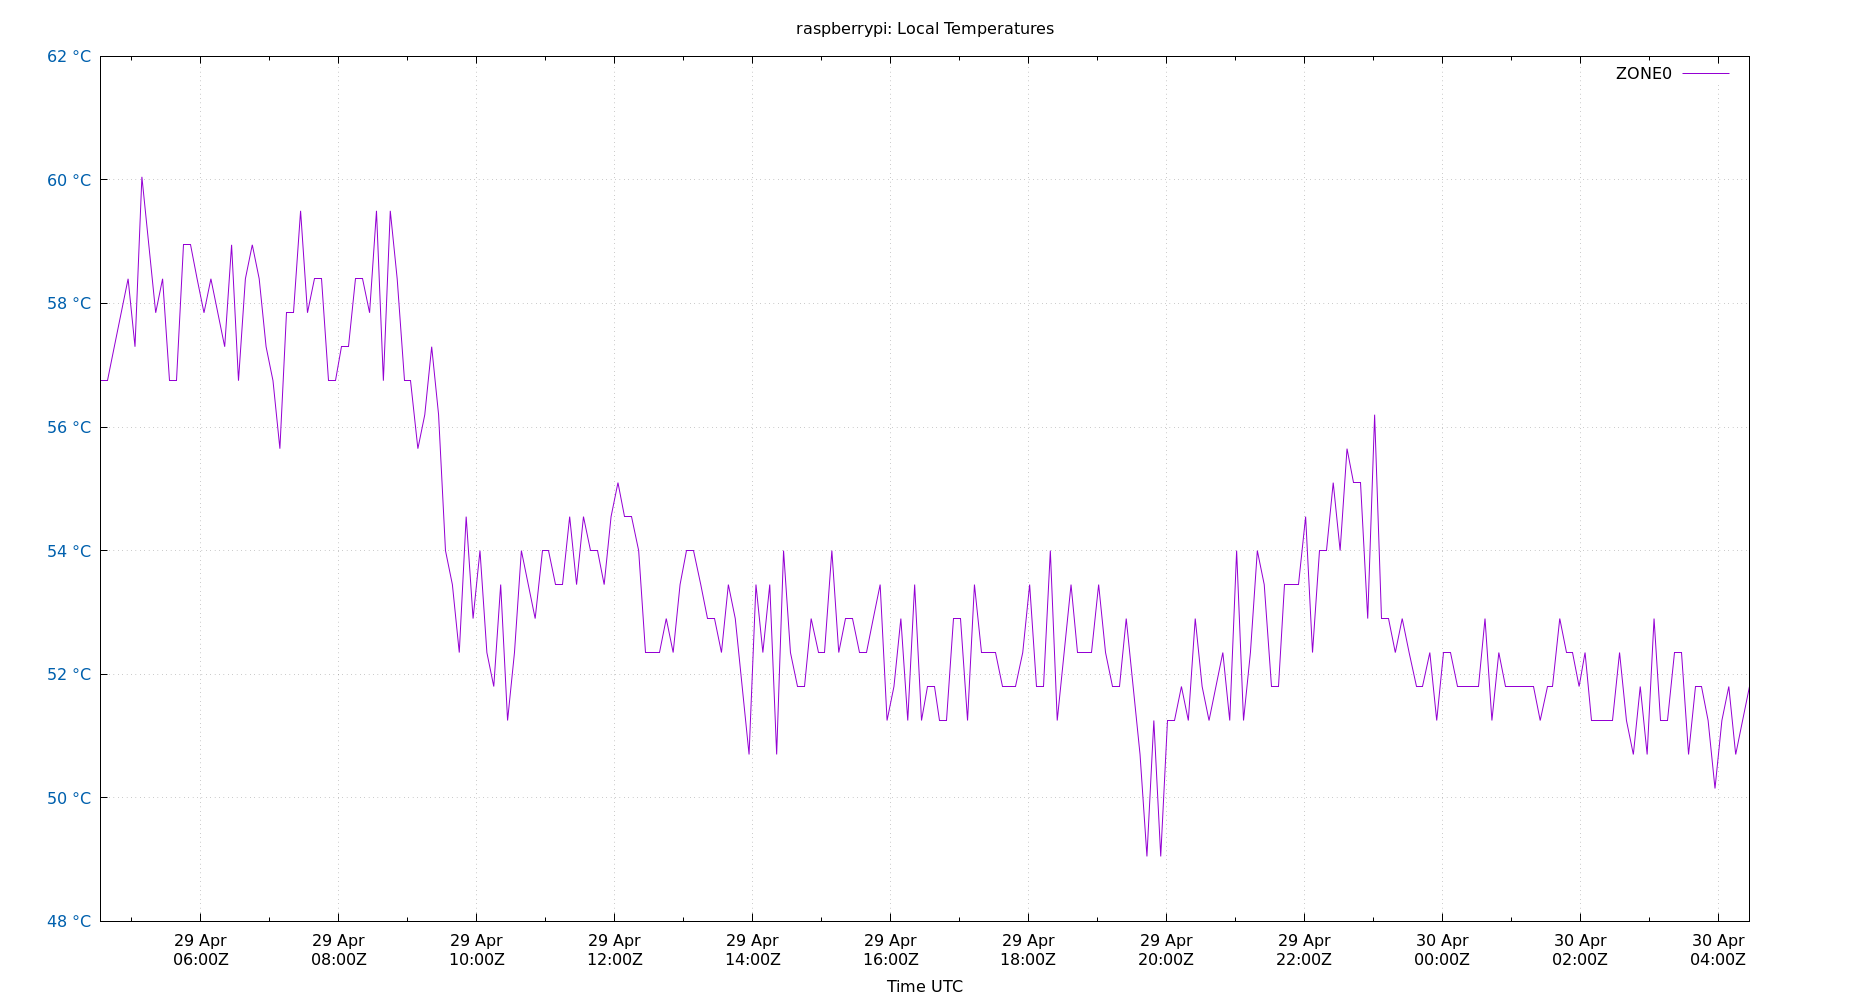 raspberrypi: Local Temperatures
62 °C
ZONE0
60 °C
58 °C
56 °C
54 °C
52 °C
50 °C
48 °C
29 Apr 29 Apr 29 Apr 29 Apr 29 Apr 29 Apr 29 Apr 29 Apr 29 Apr 30 Apr 30 Apr 30 Apr
06:00Z 08:00Z 10:00Z 12:00Z 14:00Z 16:00Z 18:00Z 20:00Z 22:00Z 00:00Z 02:00Z 04:00Z
Time UTC